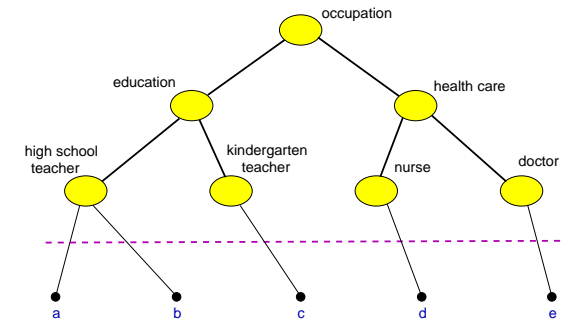 occupation
education
health care
high school
teacher
kindergarten
teacher
nurse
doctor
a
b
c
d
e